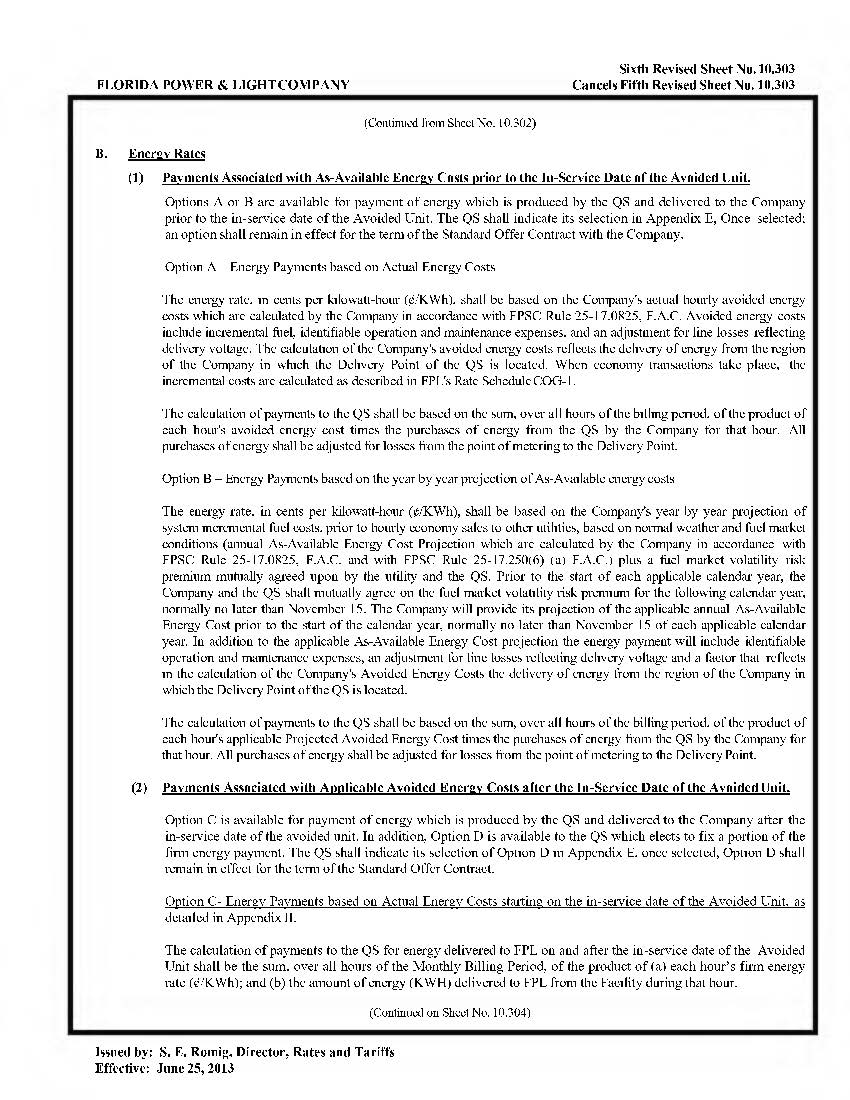 Sixth Revised Sheet No. 10.303
FLORIDA POWER & LIGHT COMPANY Cancels Fifth Revised Sheet No. 10.303
(Continued from Sheet No. 10.302)
B. Energy Rates
(1) Payments Associated with As-Available Energy Costs prior to the In-Service Date of the Avoided Unit.
Options A or B are available for payment of energy which is produced by the QS and delivered to the Company
prior to the in-service date of the Avoided Unit. The QS shall indicate its selection in Appendix E, Once selected;
an option shall remain in effect for the term of the Standard Offer Contract with the Company.
Option A – Energy Payments based on Actual Energy Costs
The energy rate, in cents per kilowatt-hour (¢/KWh), shall be based on the Company's actual hourly avoided energy
costs which are calculated by the Company in accordance with FPSC Rule 25-17.0825, F.A.C. Avoided energy costs
include incremental fuel, identifiable operation and maintenance expenses, and an adjustment for line losses reflecting
delivery voltage. The calculation of the Company's avoided energy costs reflects the delivery of energy from the region
of the Company in which the Delivery Point of the QS is located. When economy transactions take place, the
incremental costs are calculated as described in FPL's Rate Schedule COG-1.
The calculation of payments to the QS shall be based on the sum, over all hours of the billing period, of the product of
each hour's avoided energy cost times the purchases of energy from the QS by the Company for that hour. All
purchases of energy shall be adjusted for losses from the point of metering to the Delivery Point.
Option B – Energy Payments based on the year by year projection of As-Available energy costs
The energy rate, in cents per kilowatt-hour (¢/KWh), shall be based on the Company's year by year projection of
system incremental fuel costs, prior to hourly economy sales to other utilities, based on normal weather and fuel market
conditions (annual As-Available Energy Cost Projection which are calculated by the Company in accordance with
FPSC Rule 25-17.0825, F.A.C. and with FPSC Rule 25-17.250(6) (a) F.A.C.) plus a fuel market volatility risk
premium mutually agreed upon by the utility and the QS. Prior to the start of each applicable calendar year, the
Company and the QS shall mutually agree on the fuel market volatility risk premium for the following calendar year,
normally no later than November 15. The Company will provide its projection of the applicable annual As-Available
Energy Cost prior to the start of the calendar year, normally no later than November 15 of each applicable calendar
year. In addition to the applicable As-Available Energy Cost projection the energy payment will include identifiable
operation and maintenance expenses, an adjustment for line losses reflecting delivery voltage and a factor that reflects
in the calculation of the Company's Avoided Energy Costs the delivery of energy from the region of the Company in
which the Delivery Point of the QS is located.
The calculation of payments to the QS shall be based on the sum, over all hours of the billing period, of the product of
each hour's applicable Projected Avoided Energy Cost times the purchases of energy from the QS by the Company for
that hour. All purchases of energy shall be adjusted for losses from the point of metering to the Delivery Point.
(2) Payments Associated with Applicable Avoided Energy Costs after the In-Service Date of the Avoided Unit.
Option C is available for payment of energy which is produced by the QS and delivered to the Company after the
in-service date of the avoided unit. In addition, Option D is available to the QS which elects to fix a portion of the
firm energy payment. The QS shall indicate its selection of Option D in Appendix E, once selected, Option D shall
remain in effect for the term of the Standard Offer Contract.
Option C- Energy Payments based on Actual Energy Costs starting on the in-service date of the Avoided Unit, as
detailed in Appendix II.
The calculation of payments to the QS for energy delivered to FPL on and after the in-service date of the Avoided
Unit shall be the sum, over all hours of the Monthly Billing Period, of the product of (a) each hour's firm energy
rate (¢/KWh); and (b) the amount of energy (KWH) delivered to FPL from the Facility during that hour.
(Continued on Sheet No. 10.304)
Issued by: S. E. Romig, Director, Rates and Tariffs
Effective: June 25, 2013